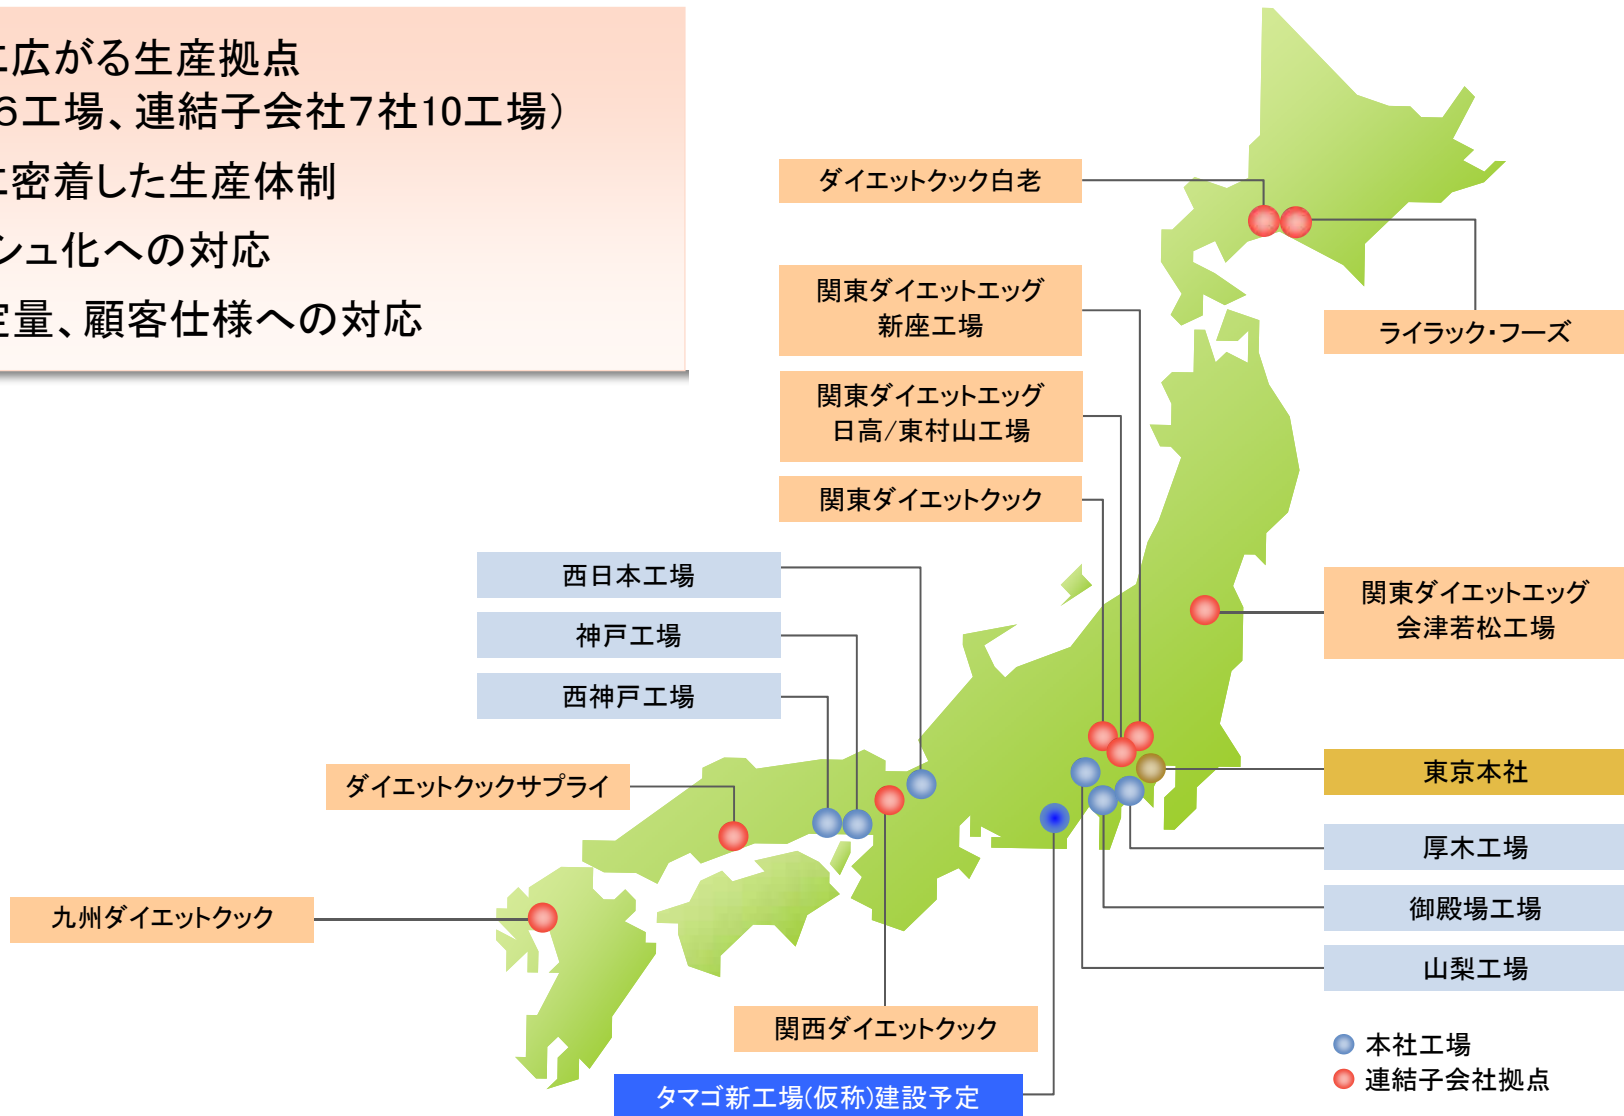 広がる生産拠点
6工場、連結子会社7社10工場）
密着した生産体制
シュ化への対応
定量、顧客仕様への対応
ダイエットクック白老
関東ダイエットエッグ
新座工場
ライラック・フーズ
関東ダイエットエッグ
日高/東村山工場
関東ダイエットクック
西日本工場
関東ダイエットエッグ
会津若松工場
神戸工場
西神戸工場
東京本社
ダイエットクックサプライ
厚木工場
御殿場工場
九州ダイエットクック
山梨工場
関西ダイエットクック
本社工場
連結子会社拠点
タマゴ新工場(仮称)建設予定